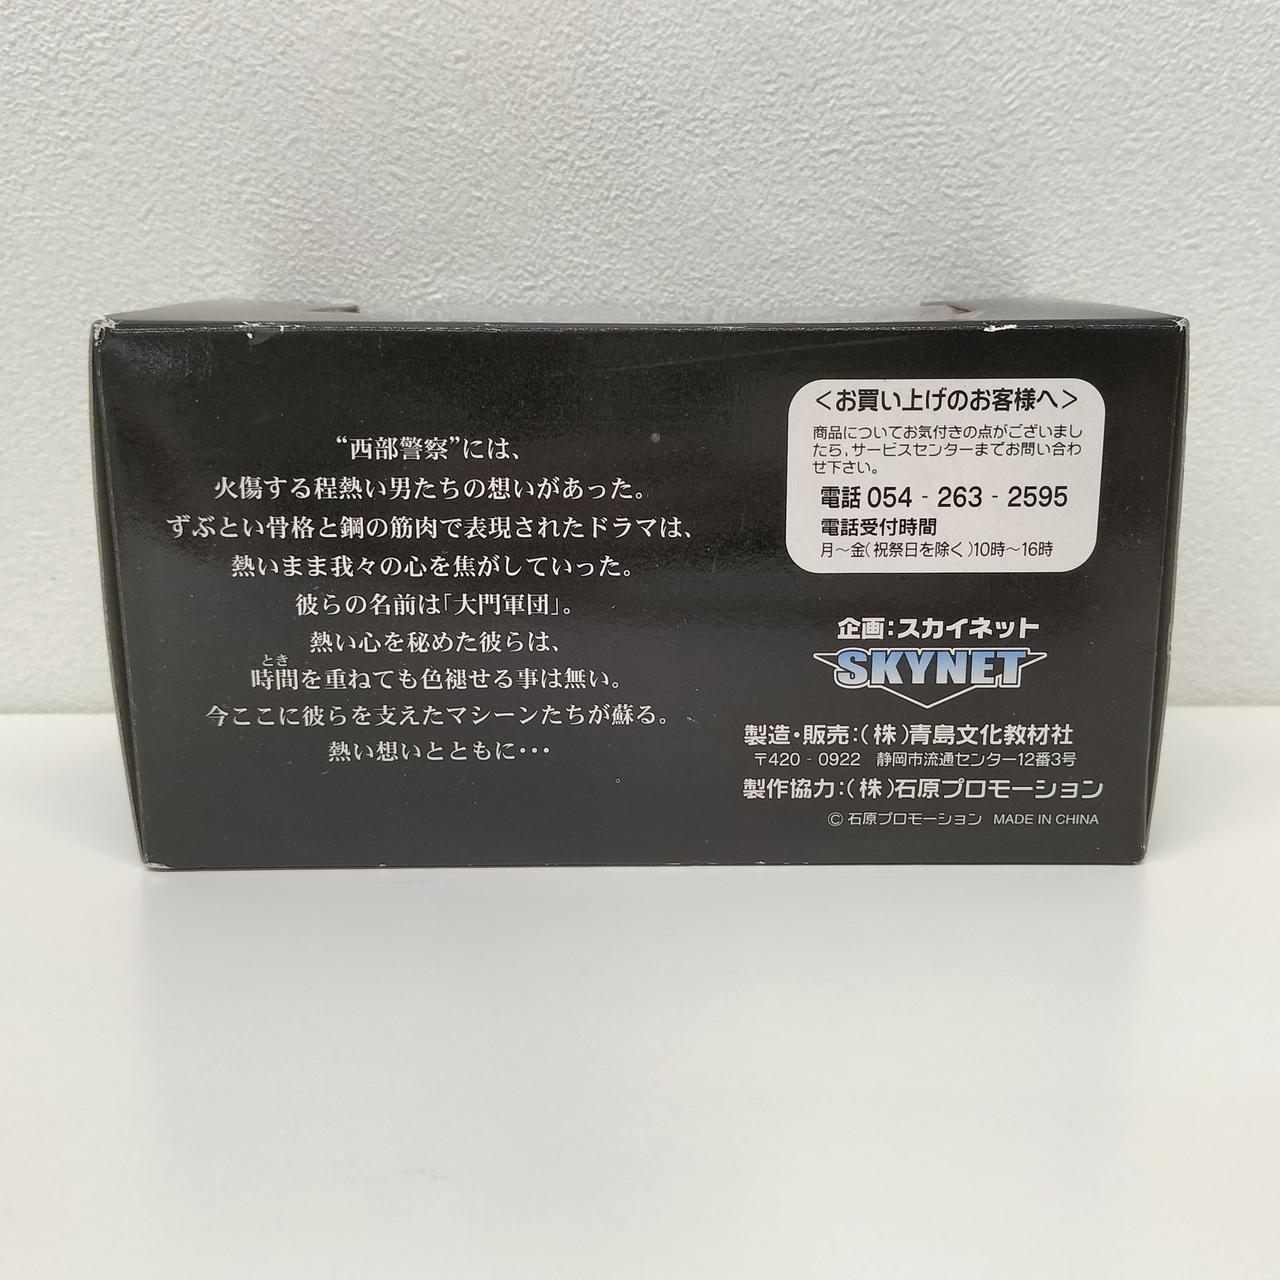 “西部警察”には、
火傷する程熱い男たちの想いがあった。
ずぶとい骨格と鋼の筋肉で表現されたドラマは、
熱いまま我々の心を焦がしていった。
彼らの名前は「大門軍団」。
熱い心を秘めた彼らは、
とき
時間を重ねても色褪せる事は無い。
今ここに彼らを支えたマシーンたちが蘇る。
熱い想いとともに・・・
＜お買い上げのお客様へ＞
商品についてお気付きの点がございまし
たら､サービスセンターまでお問い合わ
せ下さい。
電話 054 - 263 - 2595
電話受付時間
月～金(祝祭日を除く)10時～16時
企画：スカイネット
SKYNET
製造・販売：(株)青島文化教材社
〒420 - 0922 静岡市流通センター12番3号
製作協力：(株)石原プロモーション
© 石原プロモーション MADE IN CHINA